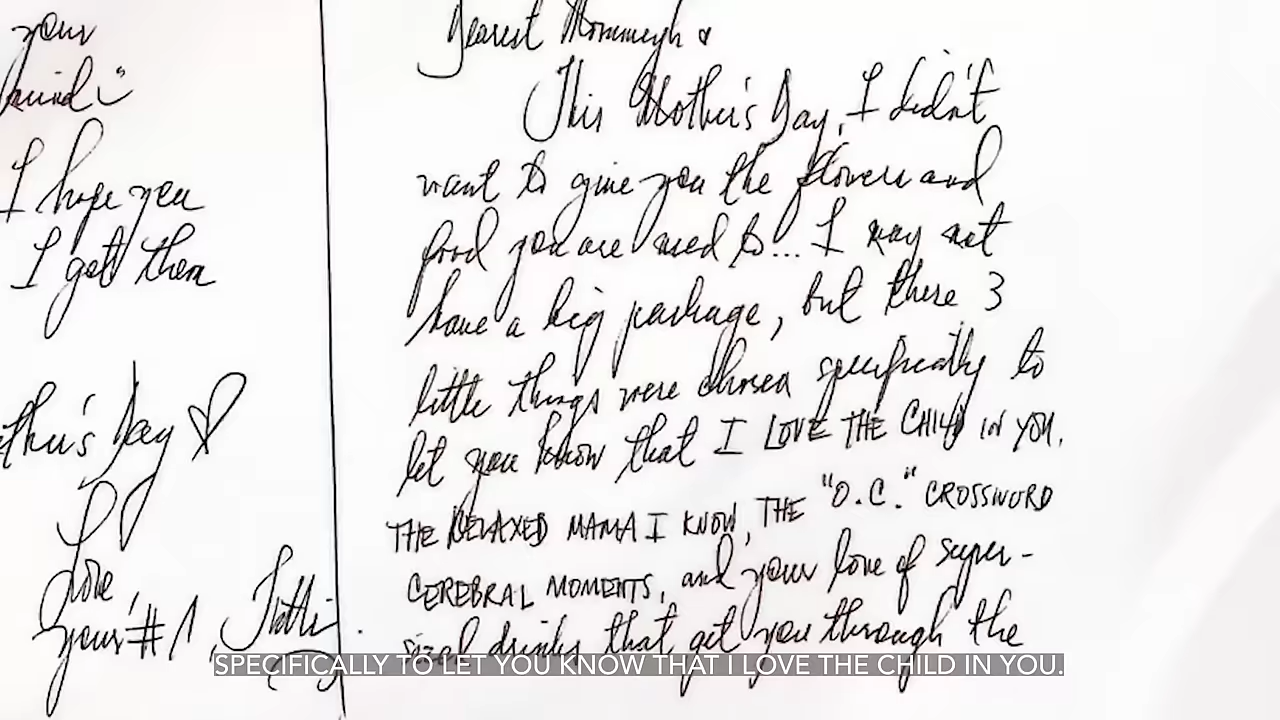 your
mind
I hope you
I got them
ther's Day
Love,
your #1,
Dearest Mommyh
This Mother's Day, I didn't
want to give you the flowers and
food you are used to... I may not
have a big package, but these 3
little things were chosen specifically to
let you know that I LOVE THE CHILD IN YOU,
THE RELAXED MAMA I KNOW, THE "O.C." CROSSWORD
CEREBRAL MOMENTS, and your love of super-
sized drinks that get you through the
SPECIFICALLY TO LET YOU KNOW THAT I LOVE THE CHILD IN YOU.